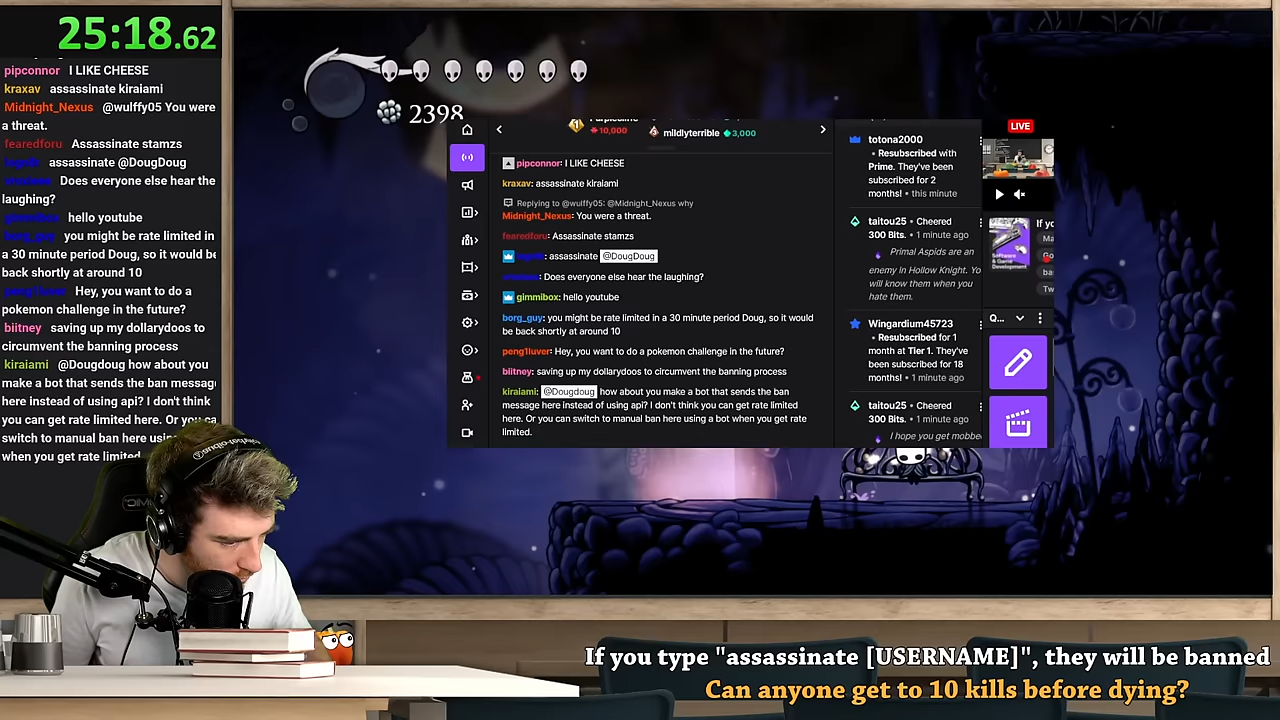 25:18.62
pipconnor I LIKE CHEESE
kraxav assassinate kiraiami
Midnight_Nexus @wulffy05 You were
a threat.
fearedforu Assassinate stamzs
assassinate @DougDoug
Does everyone else hear the
laughing?
gimmibox hello youtube
borg_guy you might be rate limited in
a 30 minute period Doug, so it would be
back shortly at around 10
peng1luver Hey, you want to do a
pokemon challenge in the future?
biitney saving up my dollarydoos to
circumvent the banning process
kiraiami @Dougdoug how about you
make a bot that sends the ban message
here instead of using api? I don't think
you can get rate limited here. Or you can
switch to manual ban here using
when you get rate limited
2398
10,000
mildlyterrible 3,000
pipconnor: I LIKE CHEESE
kraxav: assassinate kiraiami
Replying to @wulffy05: @Midnight_Nexus why
Midnight_Nexus: You were a threat.
fearedforu: Assassinate stamzs
assassinate @DougDoug
Does everyone else hear the laughing?
gimmibox: hello youtube
borg_guy: you might be rate limited in a 30 minute period Doug, so it would
be back shortly at around 10
peng1luver: Hey, you want to do a pokemon challenge in the future?
biitney: saving up my dollarydoos to circumvent the banning process
kiraiami: @Dougdoug how about you make a bot that sends the ban
message here instead of using api? I don't think you can get rate limited
here. Or you can switch to manual ban here using a bot when you get rate
limited.
totona2000
• Resubscribed with
Prime. They've been
subscribed for 2
months! • this minute
taitou25 • Cheered
300 Bits. • 1 minute ago
Primal Aspids are an
enemy in Hollow Knight. You
will know them when you
hate them.
Wingardium45723
• Resubscribed for 1
month at Tier 1. They've
been subscribed for 18
months! • 1 minute ago
taitou25 • Cheered
300 Bits. • 1 minute ago
I hope you get mobbe
LIVE
If yo
Ma
Go
ba
Tw
Software
& Game
Development
Q...
If you type "assassinate [USERNAME]", they will be banned
Can anyone get to 10 kills before dying?